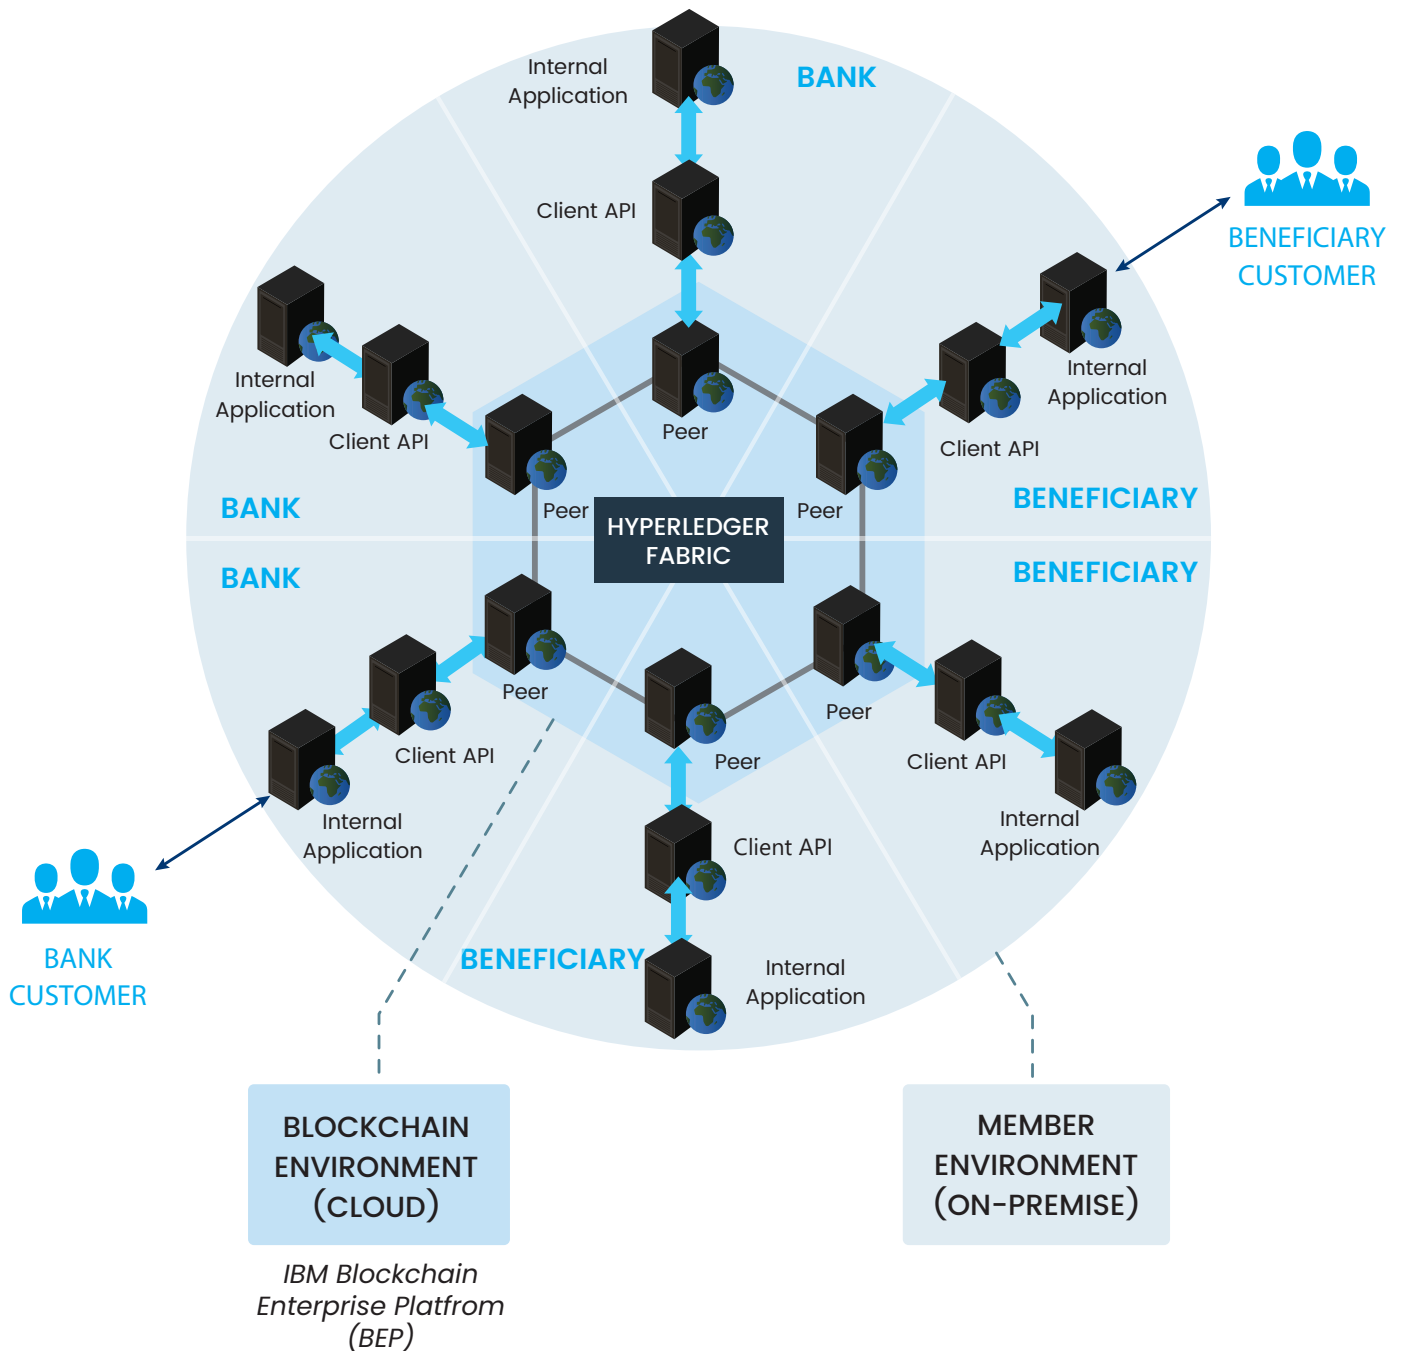 Internal
Application
BANK
Client API
BENEFICIARY
CUSTOMER
Internal
Application
Client API
Peer
Internal
Application
Client API
BANK
Peer
HYPERLEDGER
FABRIC
Peer
BENEFICIARY
BANK
BENEFICIARY
Peer
Client API
Internal
Application
Peer
Client API
Internal
Application
Peer
Client API
BENEFICIARY
Internal
Application
BANK
CUSTOMER
BLOCKCHAIN
ENVIRONMENT
(CLOUD)
IBM Blockchain
Enterprise Platfrom
(BEP)
MEMBER
ENVIRONMENT
(ON-PREMISE)